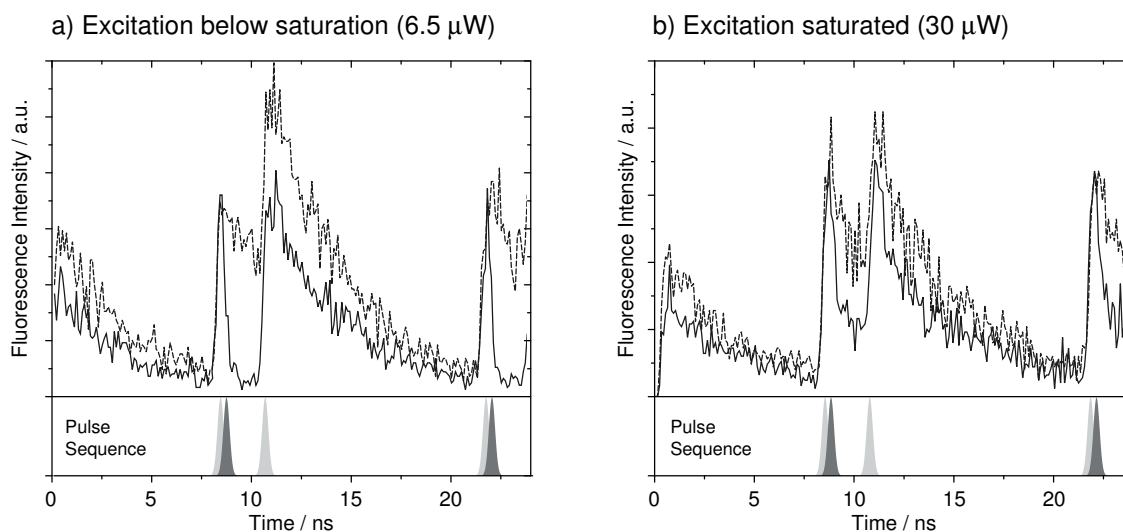 a) Excitation below saturation (6.5 μW)
Fluorescence Intensity / a.u.
Pulse
Sequence
0 5 10 15 20
Time / ns
b) Excitation saturated (30 μW)
Fluorescence Intensity / a.u.
Pulse
Sequence
0 5 10 15 20
Time / ns